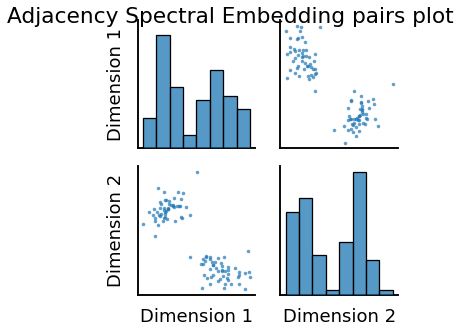 Adjacency Spectral Embedding pairs plot
Dimension 1
Dimension 2
Dimension 1
Dimension 2